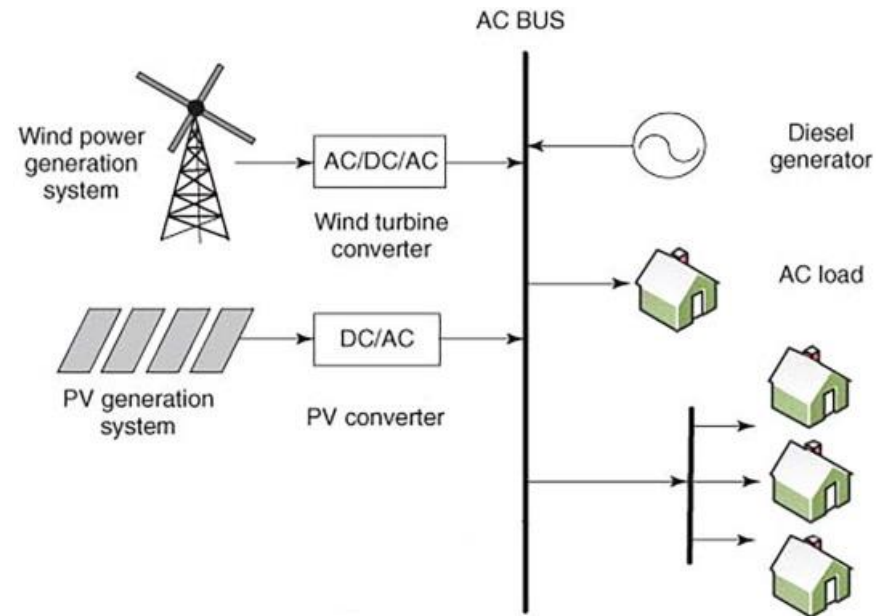 AC BUS
Wind power
generation
system
AC/DC/AC
Wind turbine
converter
Diesel
generator
AC load
DC/AC
PV generation
system
PV converter